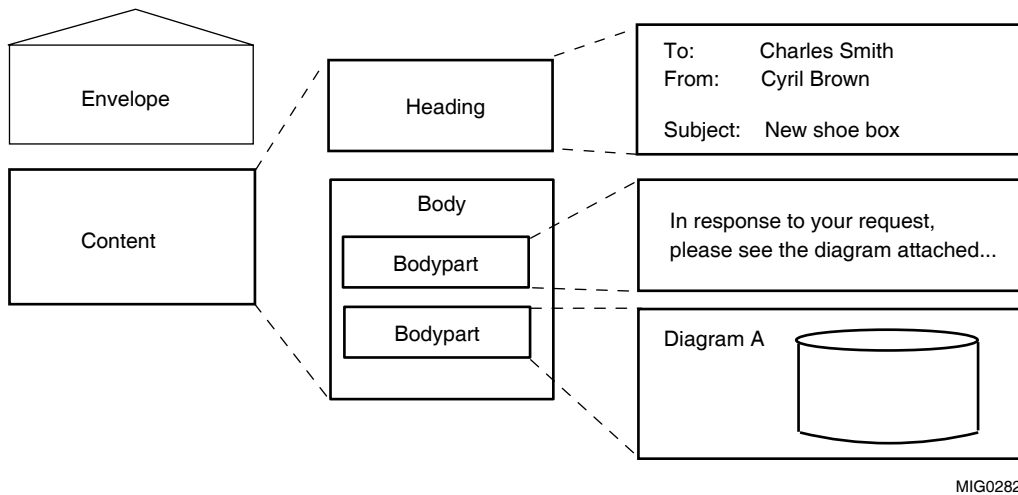 Envelope
Content
Heading
Body
Bodypart
Bodypart
To: Charles Smith
From: Cyril Brown
Subject: New shoe box
In response to your request,
please see the diagram attached...
Diagram A
MIG0282